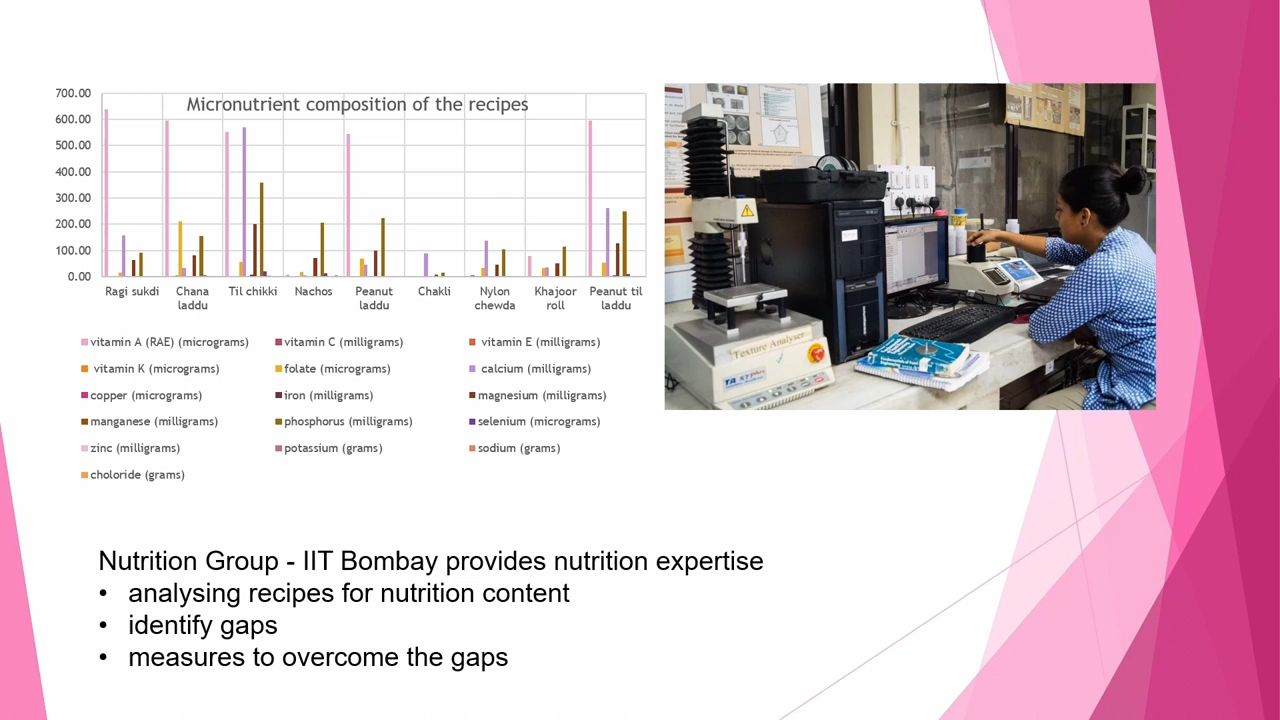 Micronutrient composition of the recipes
700.00
600.00
500.00
400.00
300.00
200.00
100.00
0.00
Ragi sukdi
Chana laddu
Til chikki
Nachos
Peanut laddu
Chakli
Nylon chewda
Khajoor roll
Peanut til laddu
vitamin A (RAE) (micrograms)
vitamin C (milligrams)
vitamin E (milligrams)
vitamin K (micrograms)
folate (micrograms)
calcium (milligrams)
copper (micrograms)
iron (milligrams)
magnesium (milligrams)
manganese (milligrams)
phosphorus (milligrams)
selenium (micrograms)
zinc (milligrams)
potassium (grams)
sodium (grams)
choloride (grams)
Texture Analyser
TA.XT plus
Nutrition Group - IIT Bombay provides nutrition expertise
• analysing recipes for nutrition content
• identify gaps
• measures to overcome the gaps